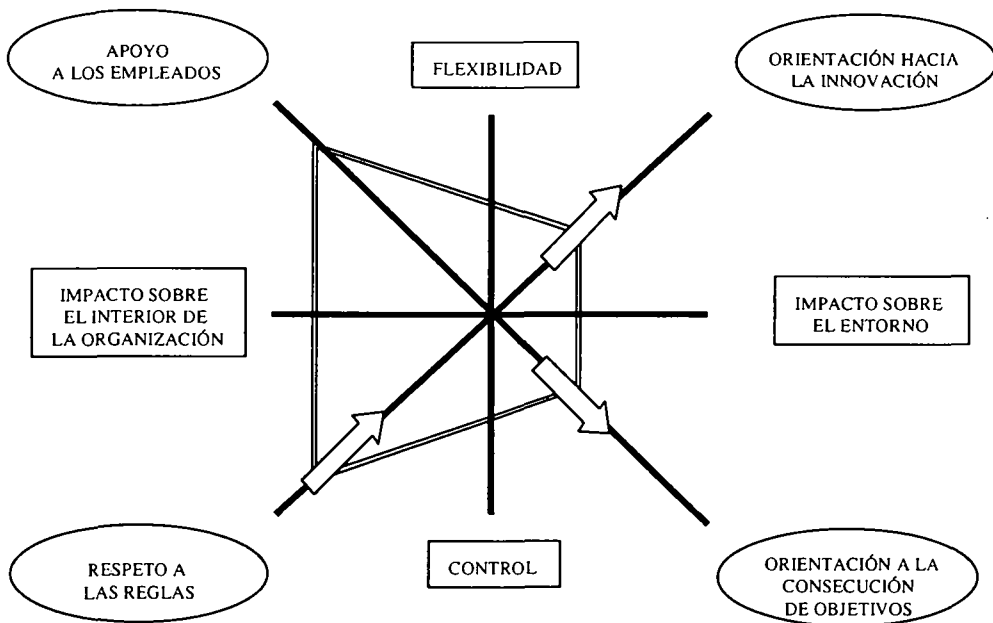 APOYO
A LOS EMPLEADOS
FLEXIBILIDAD
ORIENTACIÓN HACIA
LA INNOVACIÓN
IMPACTO SOBRE
EL INTERIOR DE
LA ORGANIZACIÓN
IMPACTO SOBRE
EL ENTORNO
RESPETO A
LAS REGLAS
CONTROL
ORIENTACIÓN A LA
CONSECUCIÓN
DE OBJETIVOS